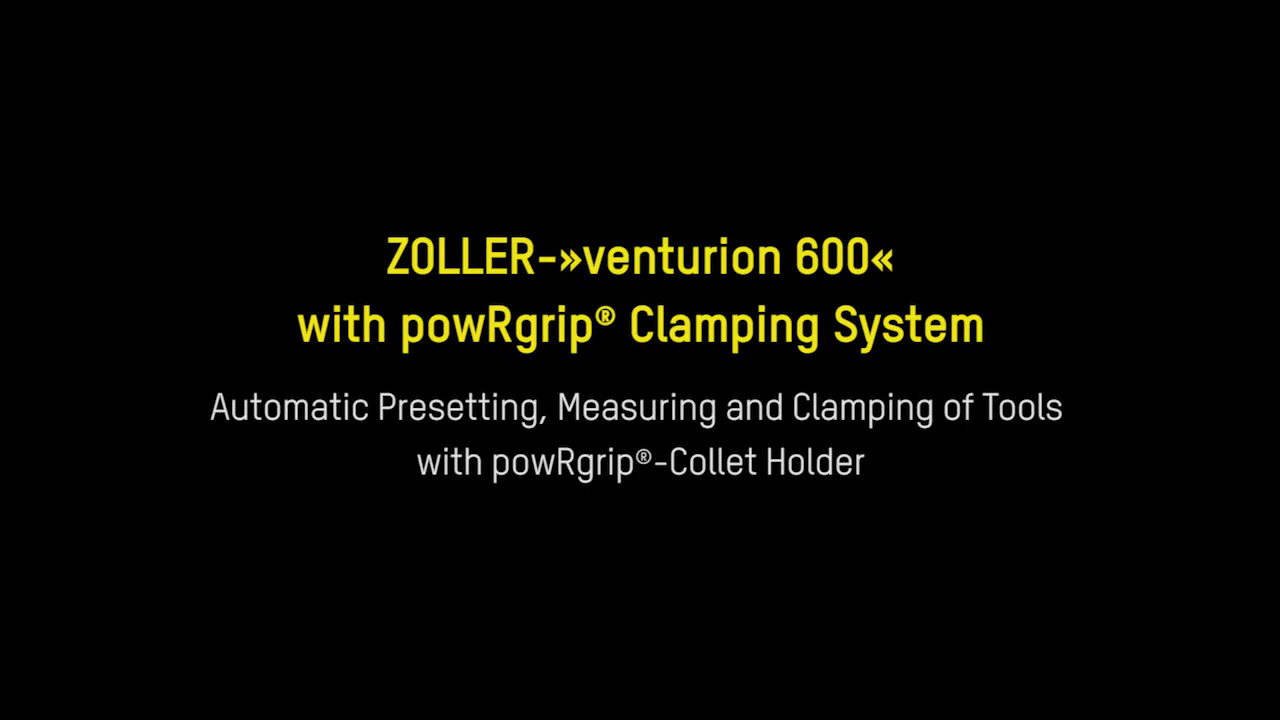 ZOLLER-»venturion 600«
with powRgrip® Clamping System
Automatic Presetting, Measuring and Clamping of Tools
with powRgrip®-Collet Holder